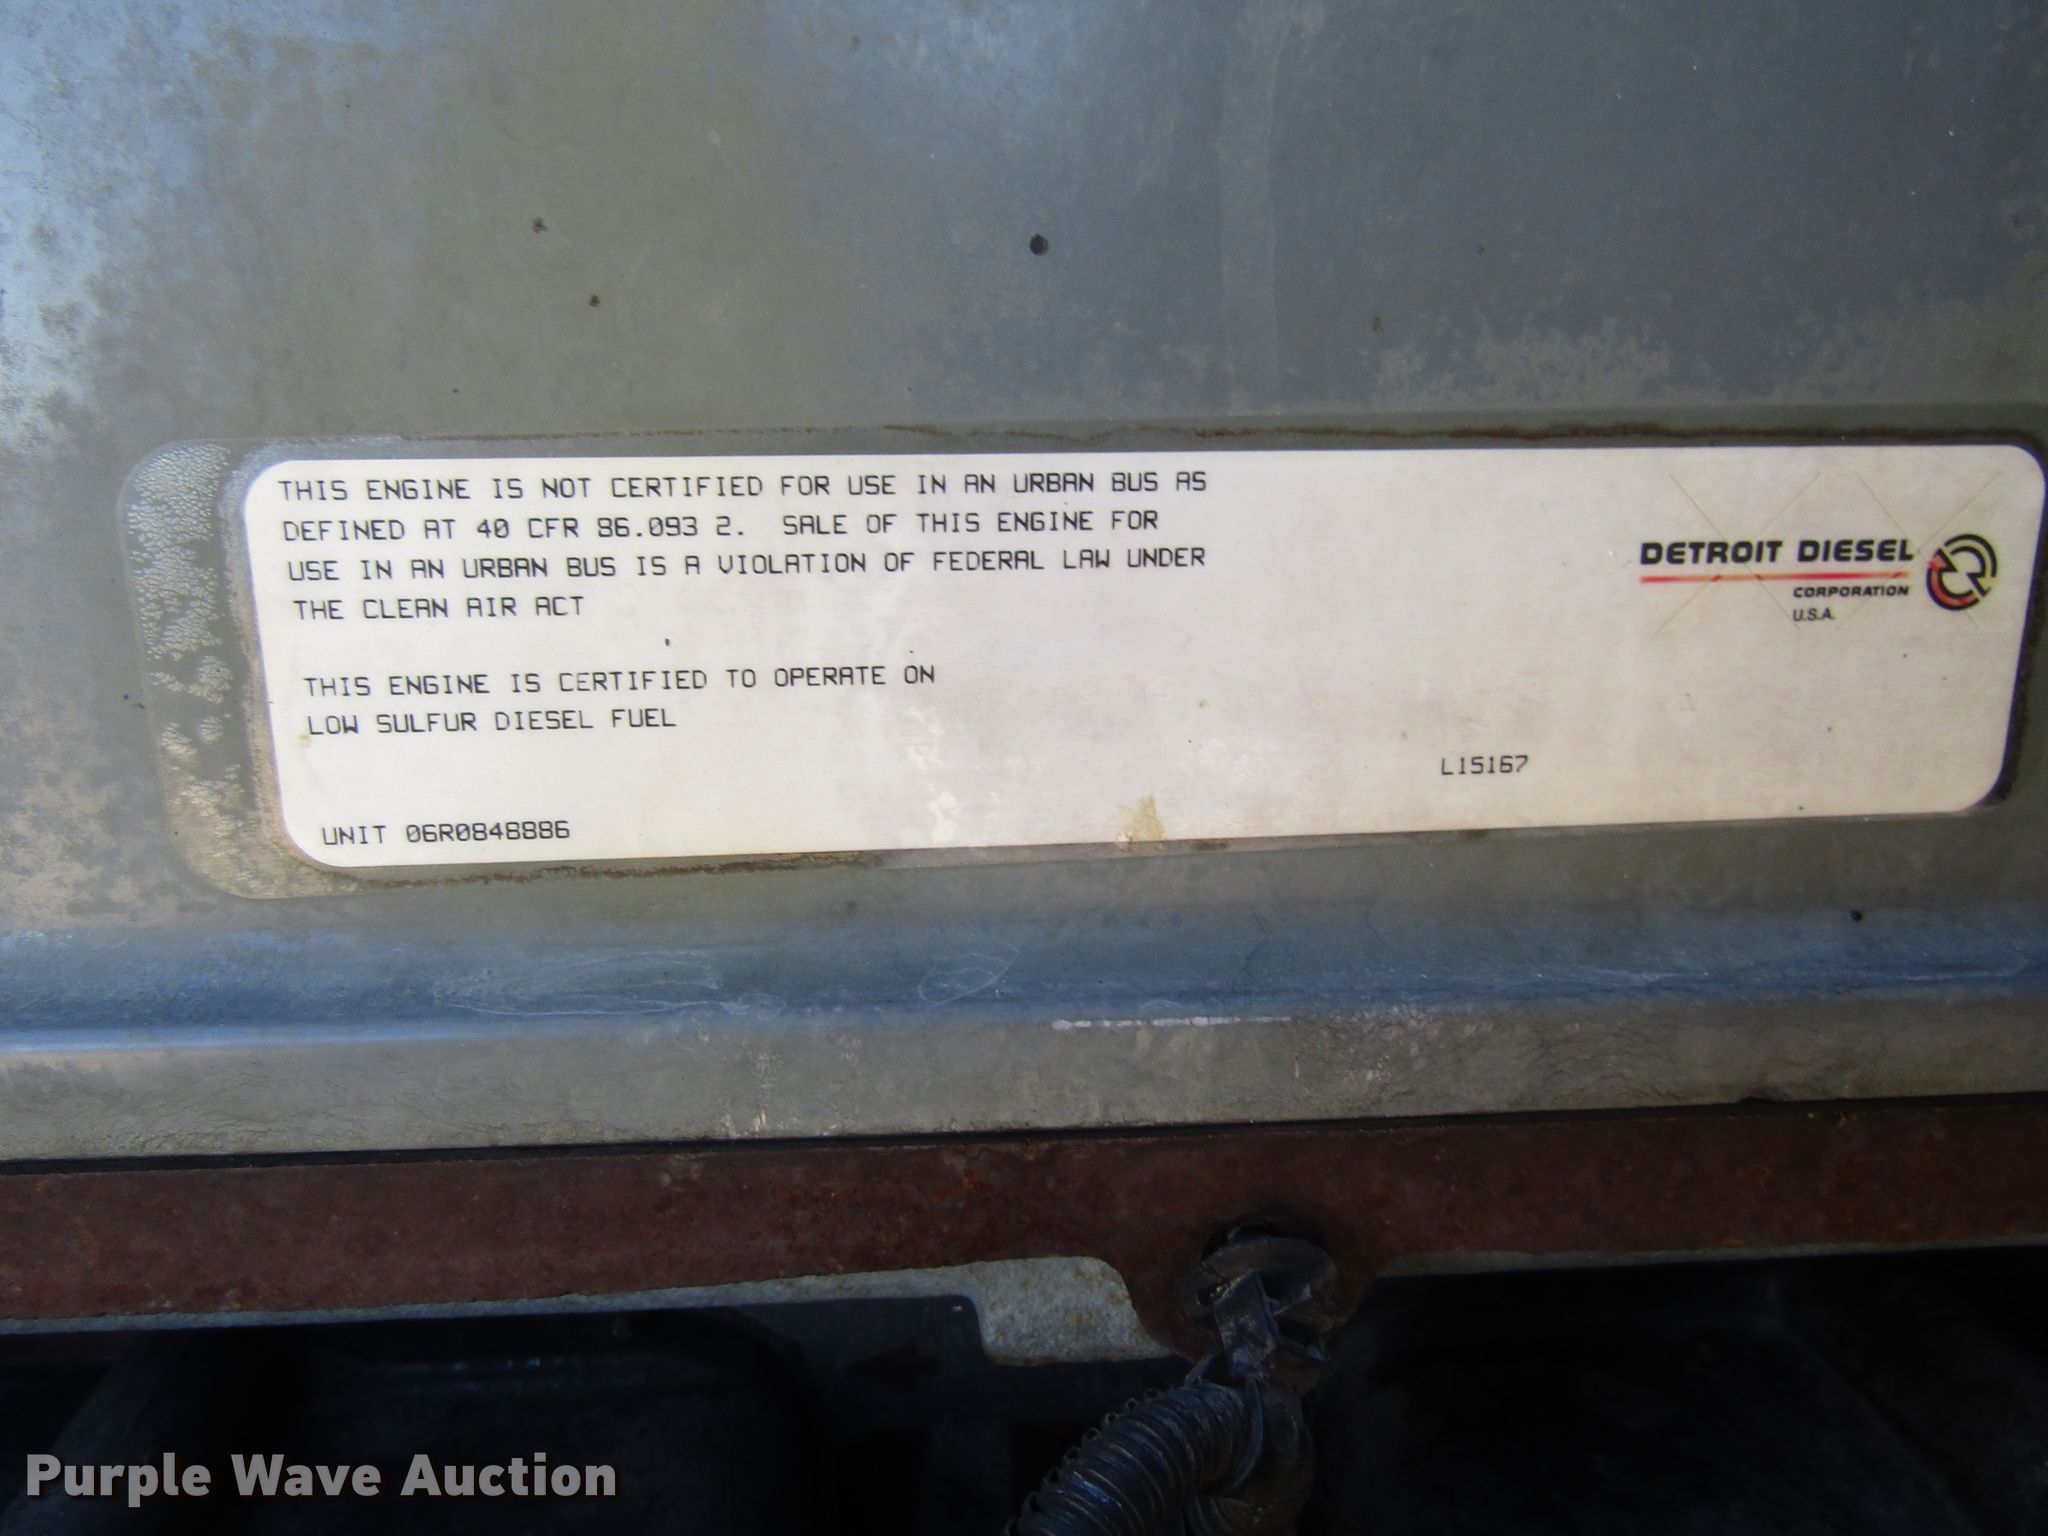 THIS ENGINE IS NOT CERTIFIED FOR USE IN AN URBAN BUS AS
DEFINED AT 40 CFR 86.093 2. SALE OF THIS ENGINE FOR
USE IN AN URBAN BUS IS A VIOLATION OF FEDERAL LAW UNDER
THE CLEAN AIR ACT
THIS ENGINE IS CERTIFIED TO OPERATE ON
LOW SULFUR DIESEL FUEL
UNIT 06R0848886
L15167
DETROIT DIESEL
CORPORATION
U.S.A.
Purple Wave Auction